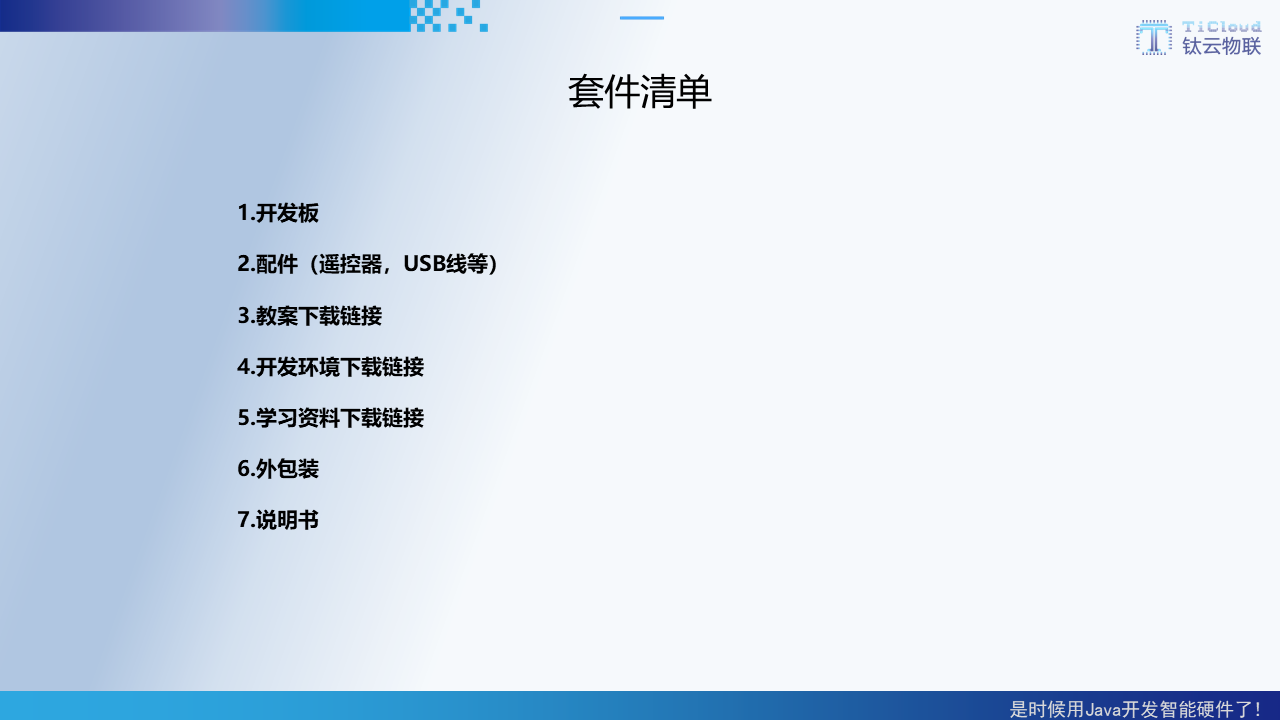 TiCloud
钛云物联
套件清单
1.开发板
2.配件（遥控器，USB线等）
3.教案下载链接
4.开发环境下载链接
5.学习资料下载链接
6.外包装
7.说明书
是时候用Java开发智能硬件了！